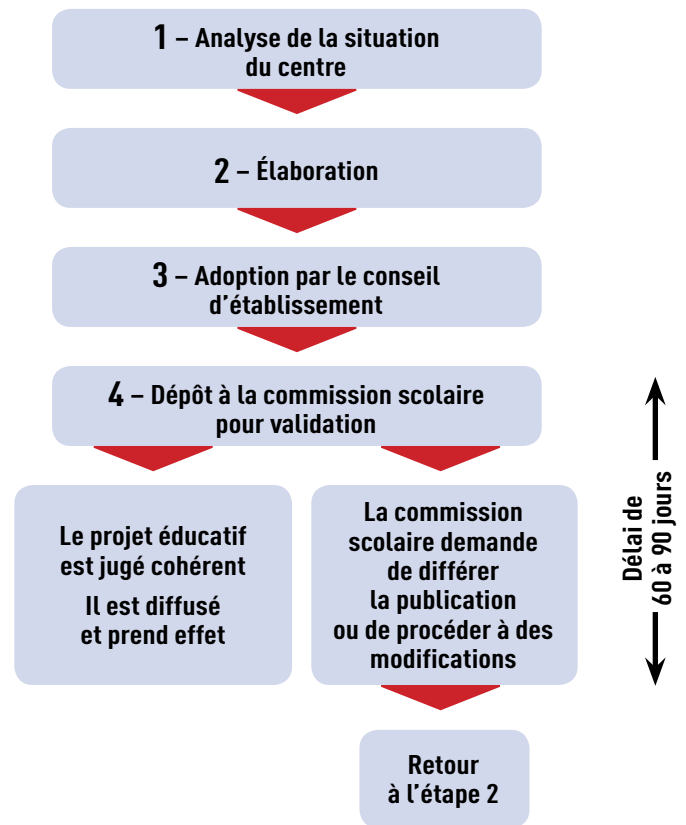 1 – Analyse de la situation
du centre
2 – Élaboration
3 – Adoption par le conseil
d'établissement
4 – Dépôt à la commission scolaire
pour validation
Le projet éducatif
est jugé cohérent
Il est diffusé
et prend effet
La commission
scolaire demande
de différer
la publication
ou de procéder à des
modifications
Délai de
60 à 90 jours
Retour
à l'étape 2